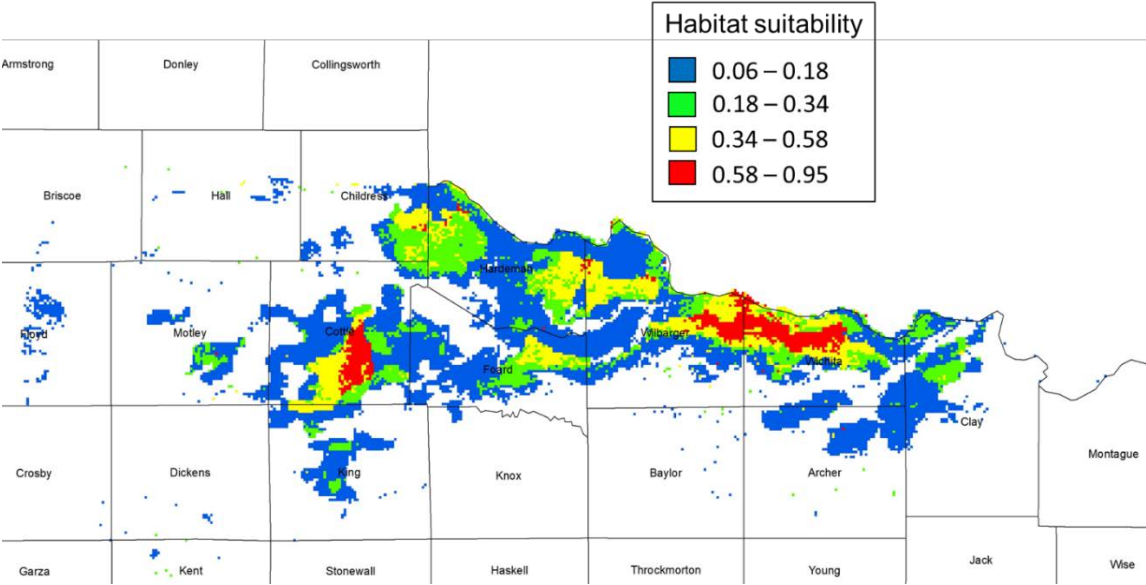 Habitat suitability
0.06 – 0.18
0.18 – 0.34
0.34 – 0.58
0.58 – 0.95
Armstrong
Donley
Collingsworth
Briscoe
Hall
Childress
Hardeman
Floyd
Motley
Cottle
Foard
Wilbarger
Wichita
Clay
Montague
Crosby
Dickens
King
Knox
Baylor
Archer
Garza
Kent
Stonewall
Haskell
Throckmorton
Young
Jack
Wise